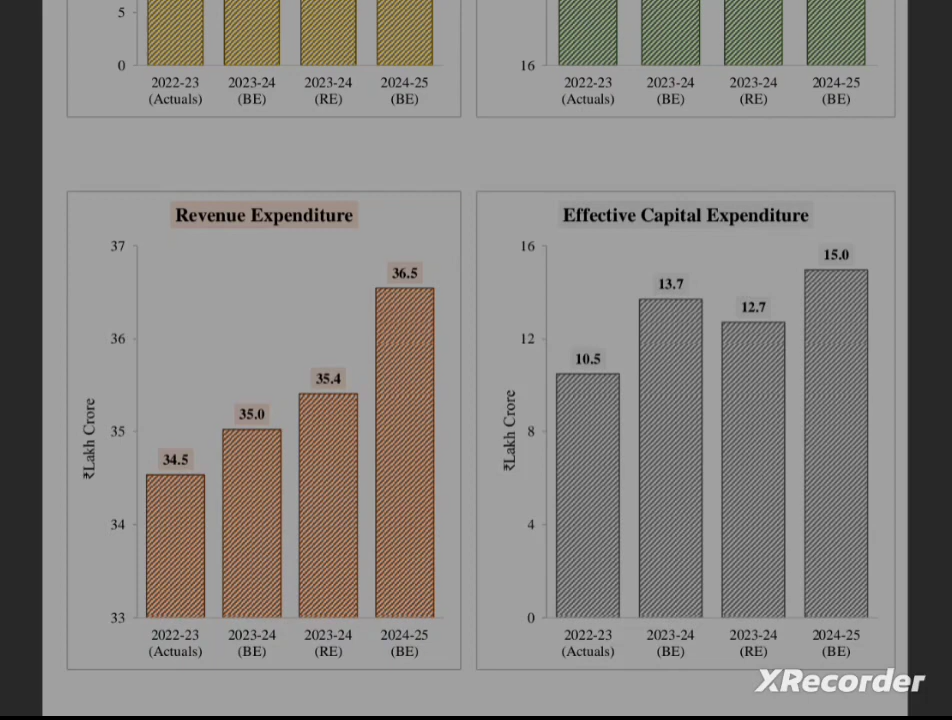 5
0
2022-23 2023-24 2023-24 2024-25
(Actuals) (BE) (RE) (BE)
16
2022-23 2023-24 2023-24 2024-25
(Actuals) (BE) (RE) (BE)
Revenue Expenditure
37
36
35
34
33
₹Lakh Crore
34.5
35.0
35.4
36.5
2022-23 2023-24 2023-24 2024-25
(Actuals) (BE) (RE) (BE)
Effective Capital Expenditure
16
12
8
4
0
₹Lakh Crore
10.5
13.7
12.7
15.0
2022-23 2023-24 2023-24 2024-25
(Actuals) (BE) (RE) (BE)
XRecorder